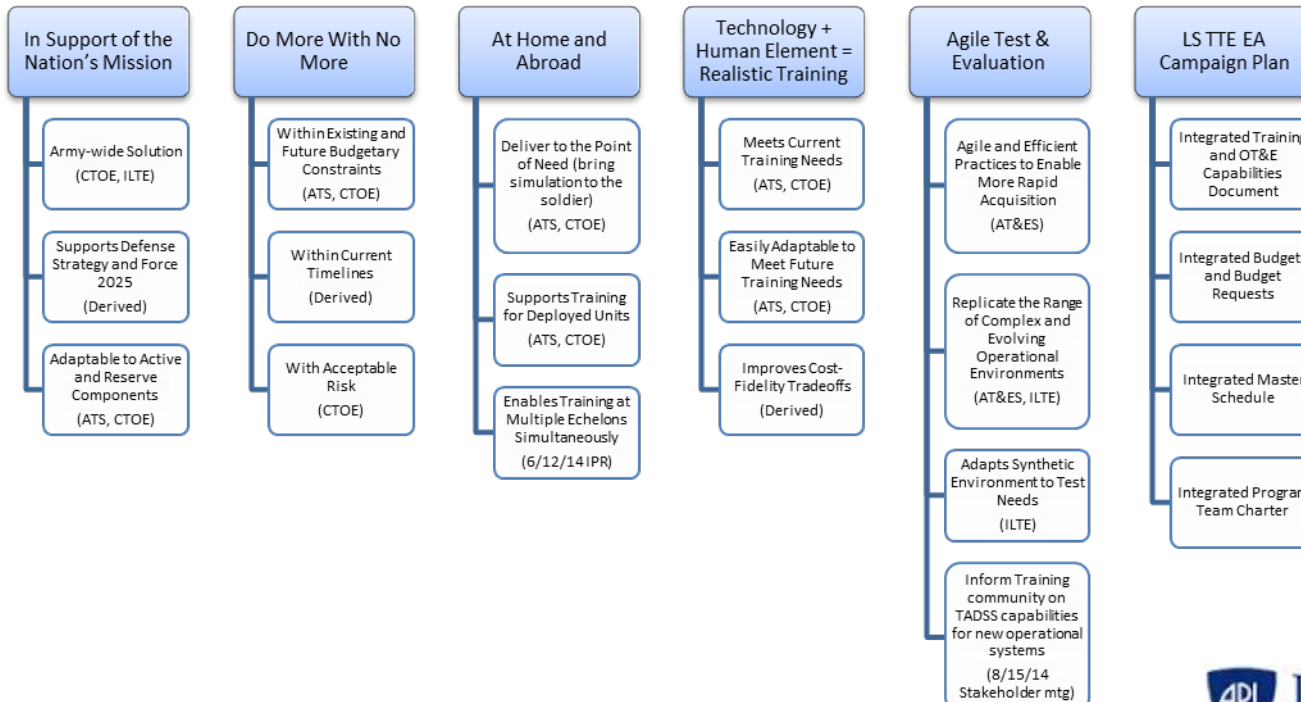 In Support of the
Nation's Mission
Army-wide Solution
(CTOE, ILTE)
Supports Defense
Strategy and Force
2025
(Derived)
Adaptable to Active
and Reserve
Components
(ATS, CTOE)
Do More With No
More
Within Existing and
Future Budgetary
Constraints
(ATS, CTOE)
Within Current
Timelines
(Derived)
With Acceptable
Risk
(CTOE)
At Home and
Abroad
Deliver to the Point
of Need (bring
simulation to the
soldier)
(ATS, CTOE)
Supports Training
for Deployed Units
(ATS, CTOE)
Enables Training at
Multiple Echelons
Simultaneously
(6/12/14 IPR)
Technology +
Human Element =
Realistic Training
Meets Current
Training Needs
(ATS, CTOE)
Easily Adaptable to
Meet Future
Training Needs
(ATS, CTOE)
Improves Cost-
Fidelity Tradeoffs
(Derived)
Agile Test &
Evaluation
Agile and Efficient
Practices to Enable
More Rapid
Acquisition
(AT&ES)
Replicate the Range
of Complex and
Evolving
Operational
Environments
(AT&ES, ILTE)
Adapts Synthetic
Environment to Test
Needs
(ILTE)
Inform Training
community on
TADSS capabilities
for new operational
systems
(8/15/14
Stakeholder mtg)
LS TTE EA
Campaign Plan
Integrated Training
and OT&E
Capabilities
Document
Integrated Budgets
and Budget
Requests
Integrated Master
Schedule
Integrated Program
Team Charter
APL